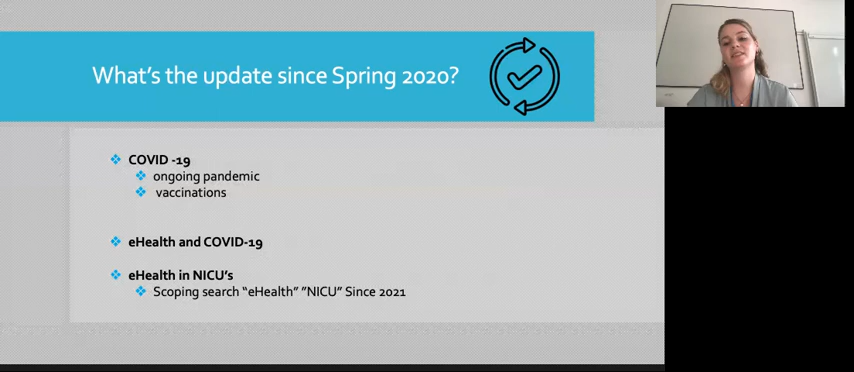 What's the update since Spring 2020?
COVID -19
ongoing pandemic
vaccinations
eHealth and COVID-19
eHealth in NICU's
Scoping search “eHealth” ”NICU” Since 2021